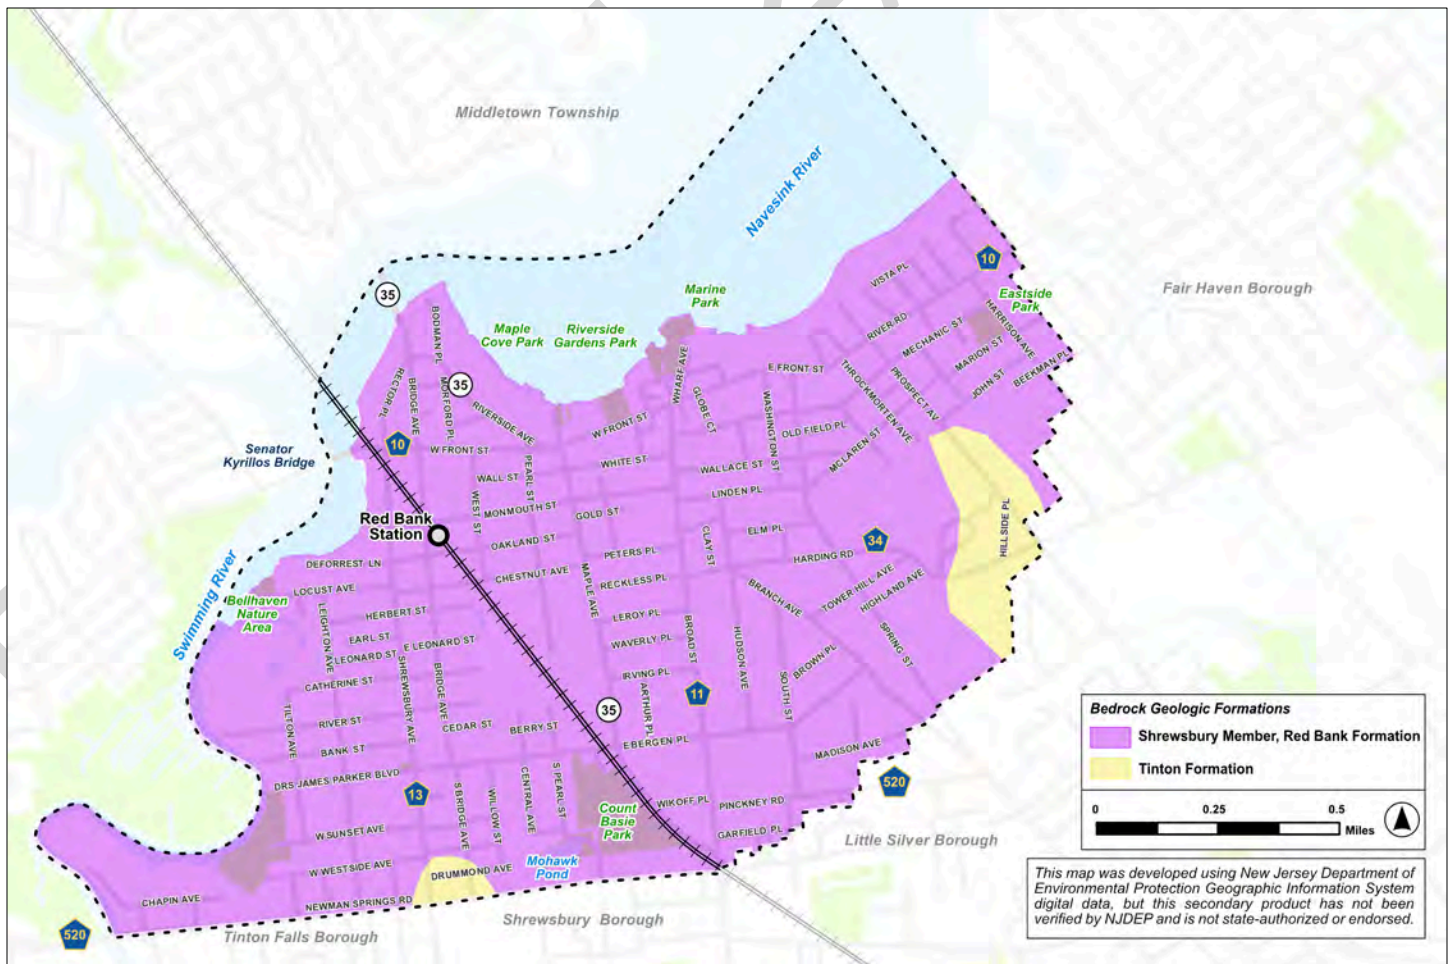 Middletown Township
Navesink River
10
Fair Haven Borough
35
Marine
Park
Eastside
Park
VISTA PL
RIVER RD
MECHANIC ST
HARRISON AVE
MARION ST
BEEKMAN PL
JOHN ST
BODMAN PL
Maple
Cove Park
Riverside
Gardens Park
35
RECTOR PL
BRIDGE AVE
MORFORD PL
RIVERSIDE AVE
WHARF AVE
GLOBE CT
E FRONT ST
THROCKMORTEN AVE
PROSPECT AV
WASHINGTON ST
OLD FIELD PL
MCLAREN ST
W FRONT ST
10
Senator
Kyrillos Bridge
W FRONT ST
WHITE ST
WALLACE ST
LINDEN PL
WALL ST
PEARL ST
WEST ST
MONMOUTH ST
GOLD ST
Red Bank
Station
OAKLAND ST
PETERS PL
CLAY ST
ELM PL
34
HARDING RD
HILLSIDE PL
DEFORREST LN
LOCUST AVE
CHESTNUT AVE
MAPLE AVE
RECKLESS PL
BRANCH AVE
TOWER HILL AVE
HIGHLAND AVE
Swimming River
Bellhaven
Nature
Area
LEIGHTON AVE
HERBERT ST
EARL ST
LEONARD ST
E LEONARD ST
LEROY PL
WAVERLY PL
BROAD ST
HUDSON AVE
SPRING ST
BROWN PL
CATHERINE ST
SHREWSBURY AVE
BRIDGE AVE
IRVING PL
ARTHUR PL
11
SOUTH ST
TILTON AVE
RIVER ST
BANK ST
CEDAR ST
BERRY ST
35
E BERGEN PL
MADISON AVE
DRS JAMES PARKER BLVD
13
S BRIDGE AVE
WILLOW ST
CENTRAL AVE
S PEARL ST
Count
Basie
Park
WIKOFF PL
PINCKNEY RD
GARFIELD PL
520
Little Silver Borough
W SUNSET AVE
W WESTSIDE AVE
DRUMMOND AVE
Mohawk
Pond
CHAPIN AVE
NEWMAN SPRINGS RD
520
Tinton Falls Borough
Shrewsbury Borough
Bedrock Geologic Formations
Shrewsbury Member, Red Bank Formation
Tinton Formation
0 0.25 0.5
Miles
This map was developed using New Jersey Department of
Environmental Protection Geographic Information System
digital data, but this secondary product has not been
verified by NJDEP and is not state-authorized or endorsed.